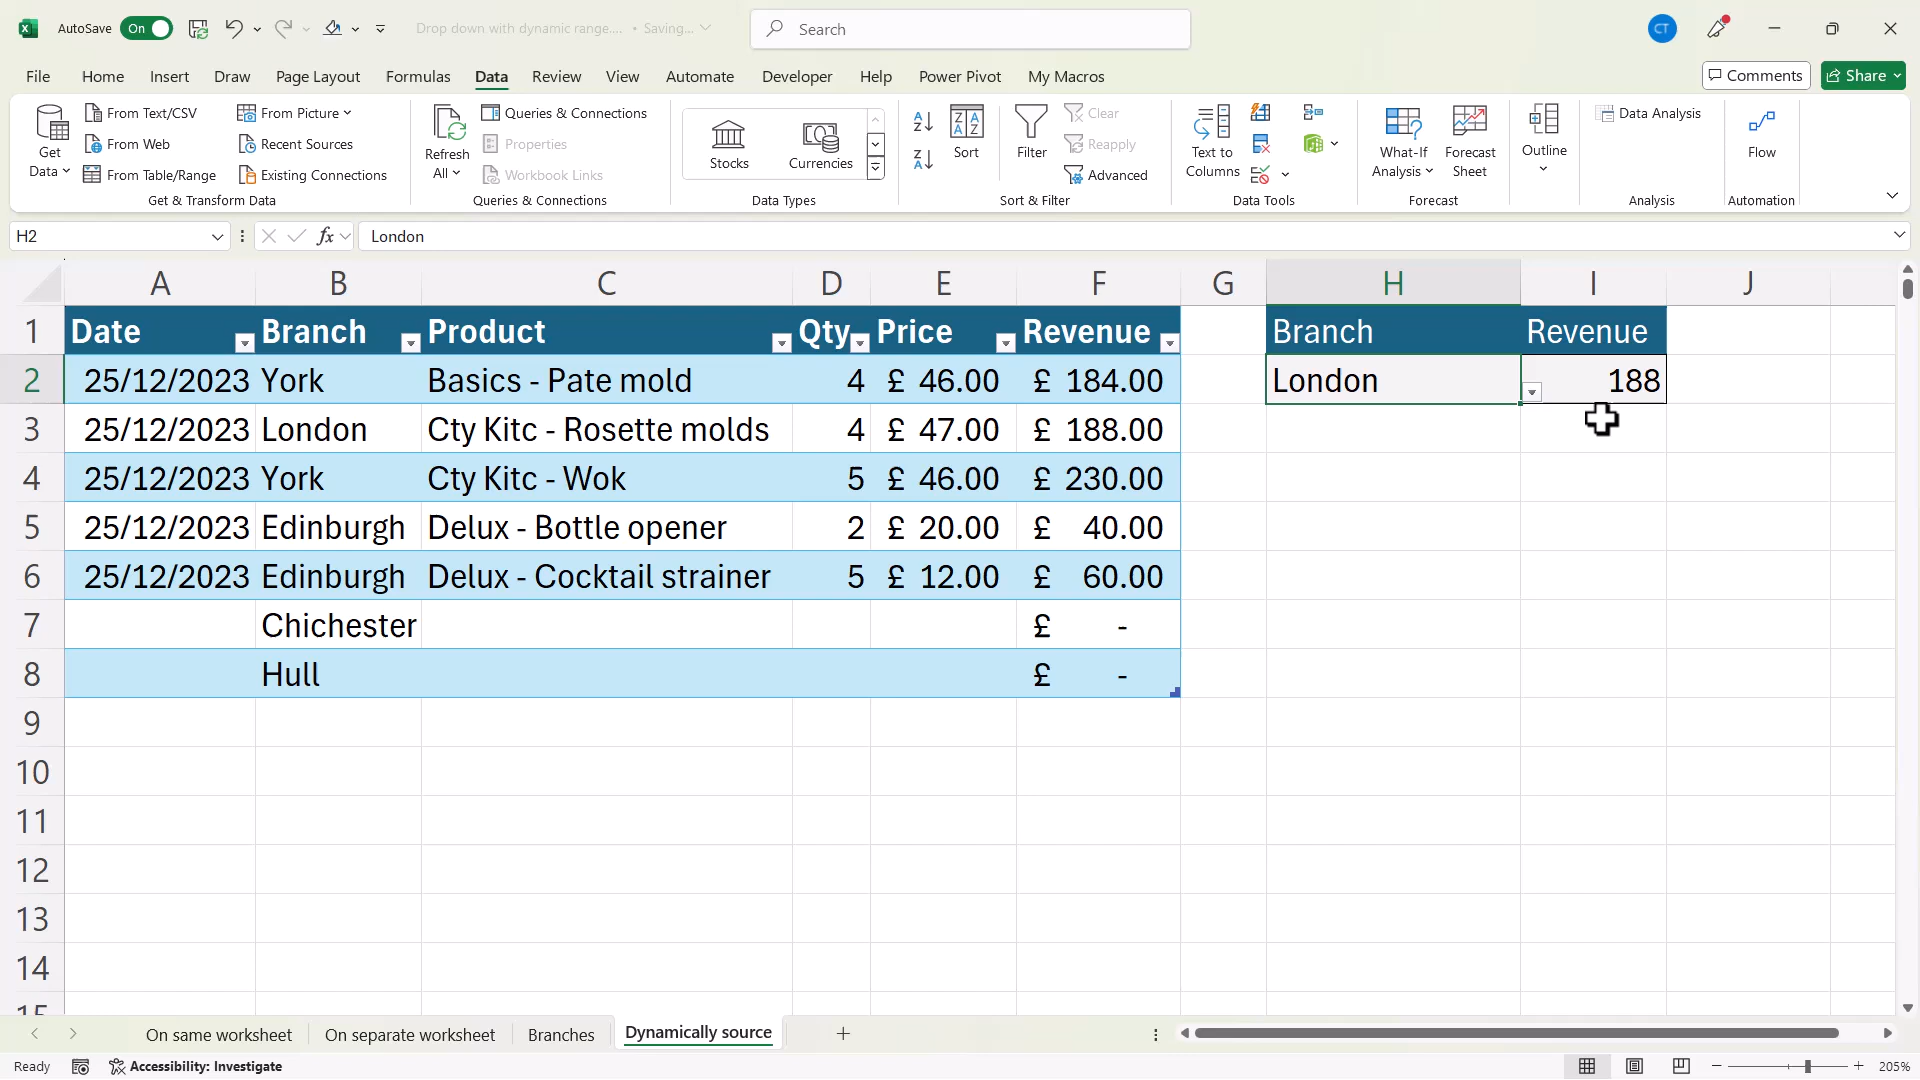 AutoSave On Drop down with dynamic range.... • Saving... Search CT
File Home Insert Draw Page Layout Formulas Data Review View Automate Developer Help Power Pivot My Macros Comments Share
Get Data
From Text/CSV
From Web
From Table/Range
From Picture
Recent Sources
Existing Connections
Get & Transform Data
Refresh All
Queries & Connections
Properties
Workbook Links
Queries & Connections
Stocks
Currencies
Data Types
Sort
Filter
Clear
Reapply
Advanced
Sort & Filter
Text to Columns
Data Tools
What-If Analysis
Forecast Sheet
Forecast
Outline
Data Analysis
Analysis
Flow
Automation
H2 fx London
A B C D E F G H I J
1 Date Branch Product Qty Price Revenue Branch Revenue
2 25/12/2023 York Basics - Pate mold 4 £ 46.00 £ 184.00 London 188
3 25/12/2023 London Cty Kitc - Rosette molds 4 £ 47.00 £ 188.00
4 25/12/2023 York Cty Kitc - Wok 5 £ 46.00 £ 230.00
5 25/12/2023 Edinburgh Delux - Bottle opener 2 £ 20.00 £ 40.00
6 25/12/2023 Edinburgh Delux - Cocktail strainer 5 £ 12.00 £ 60.00
7 Chichester £ -
8 Hull £ -
9
10
11
12
13
14
15
On same worksheet On separate worksheet Branches Dynamically source
Ready Accessibility: Investigate 205%